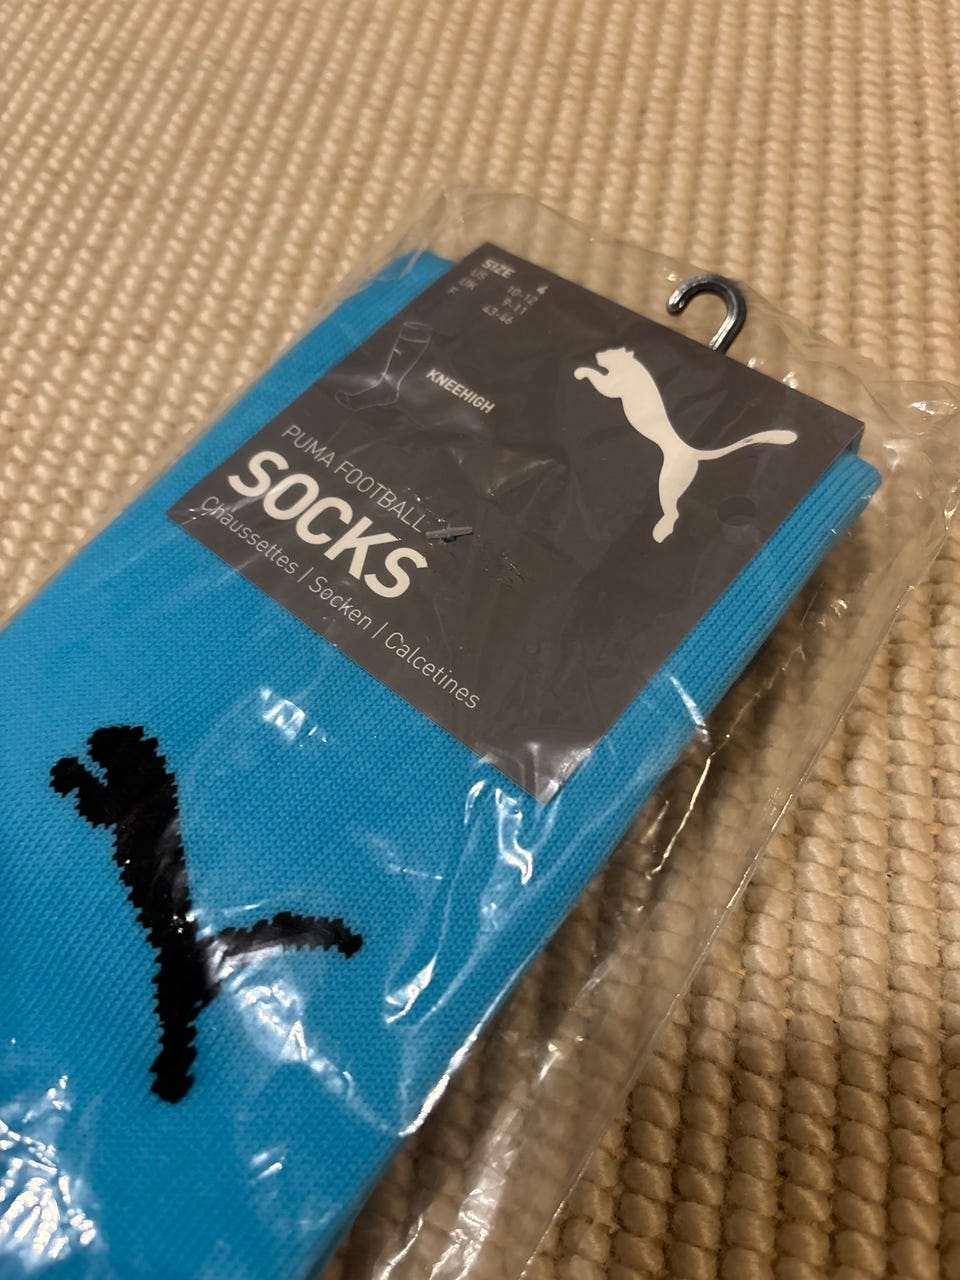 SIZE 4
US 10-12
UK 9-11
F 43-46
KNEEHIGH
PUMA FOOTBALL
SOCKS
Chaussettes | Socken | Calcetines